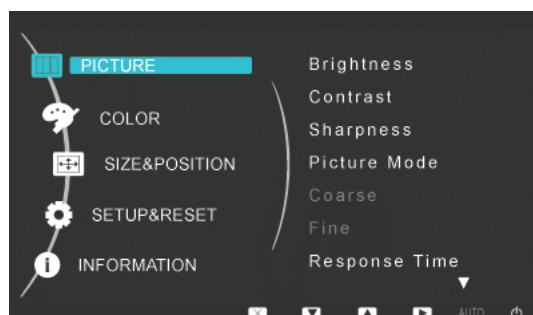 PICTURE
COLOR
SIZE&POSITION
SETUP&RESET
INFORMATION
Brightness
Contrast
Sharpness
Picture Mode
Coarse
Fine
Response Time
AUTO